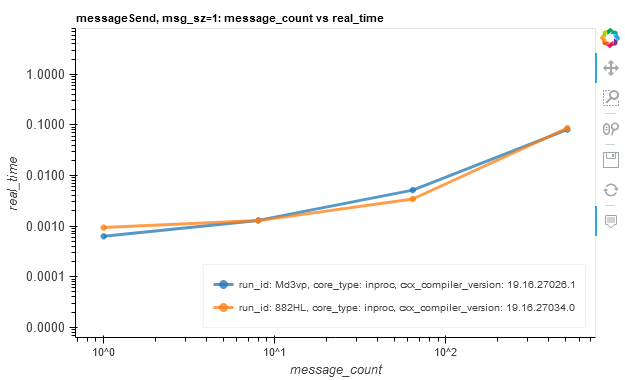 messageSend, msg_sz=1: message_count vs real_time
1.0000
0.1000
0.0100
0.0010
0.0001
0.0000
real_time
run_id: Md3vp, core_type: inproc, cxx_compiler_version: 19.16.27026.1
run_id: 882HL, core_type: inproc, cxx_compiler_version: 19.16.27034.0
10^0 10^1 10^2
message_count